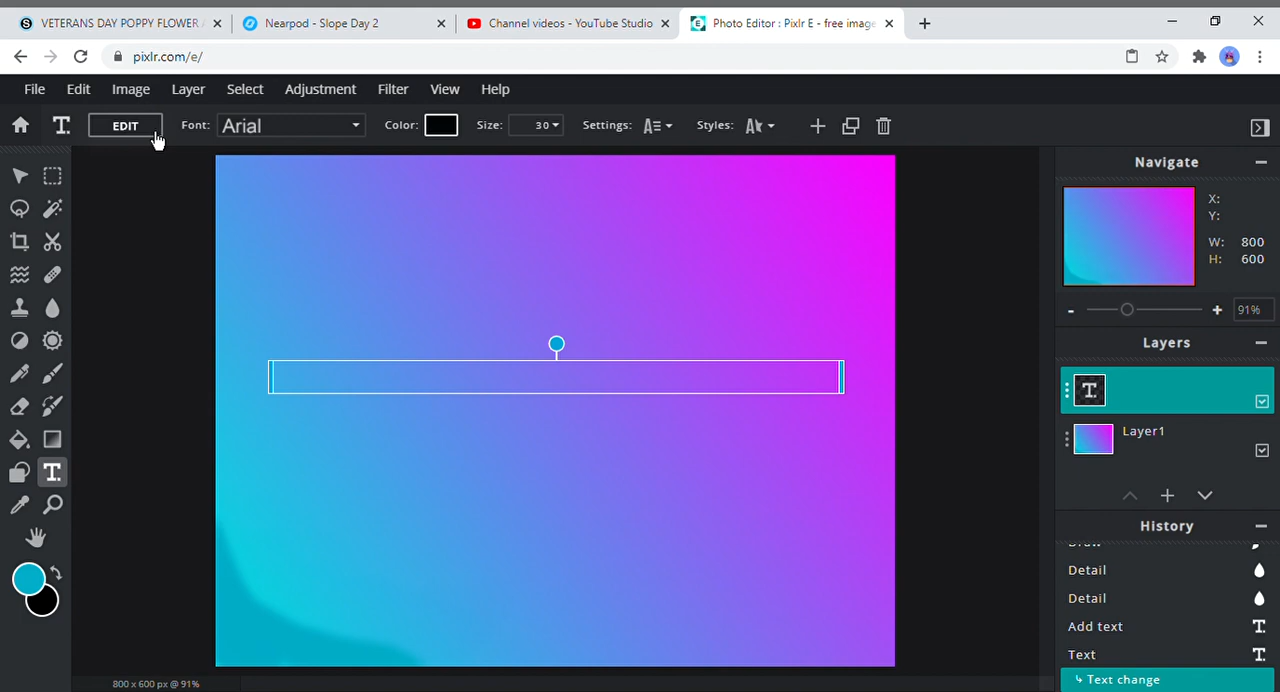 VETERANS DAY POPPY FLOWER
Nearpod - Slope Day 2
Channel videos - YouTube Studio
Photo Editor : Pixlr E - free image
pixlr.com/e/
File Edit Image Layer Select Adjustment Filter View Help
EDIT Font: Arial Color: Size: 30 Settings: Styles:
Navigate
X:
Y:
W: 800
H: 600
91%
Layers
Layer1
History
Draw
Detail
Detail
Add text
Text
Text change
800 x 600 px @ 91%